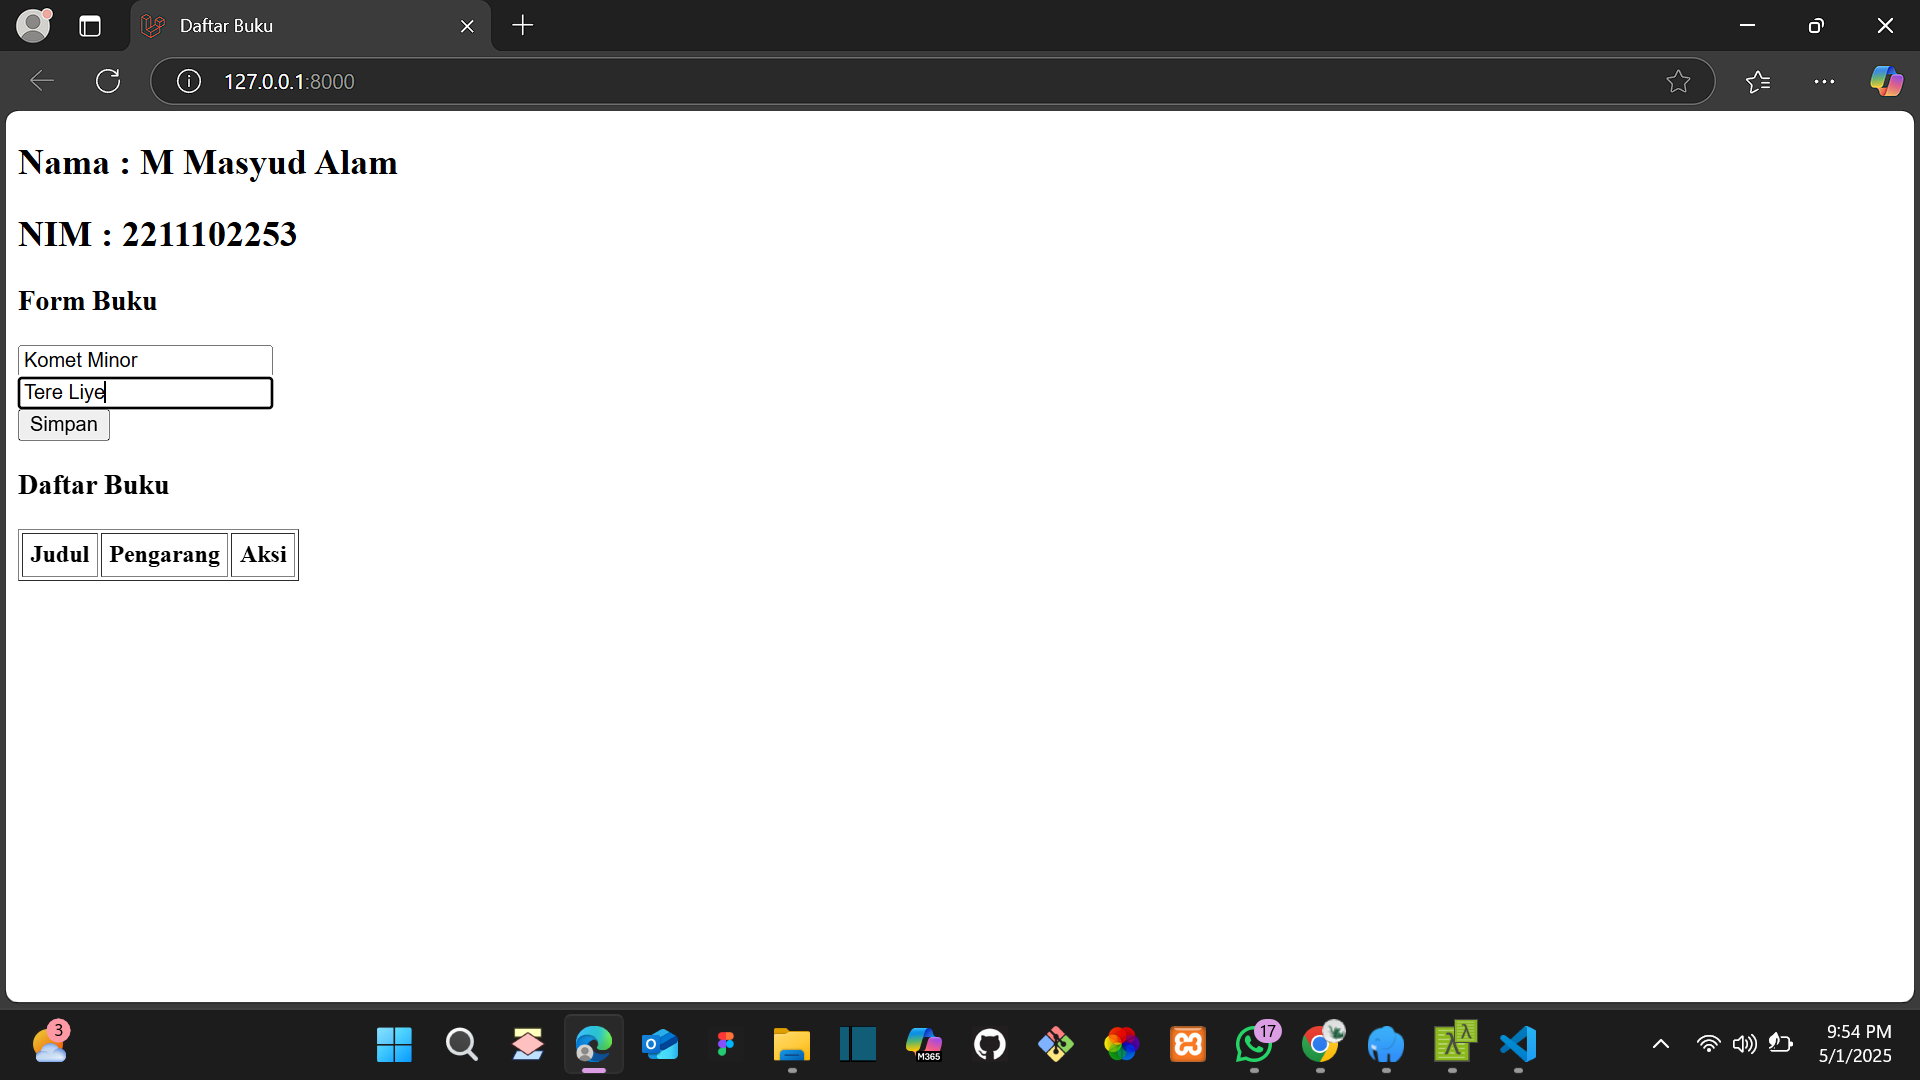 Daftar Buku
127.0.0.1:8000
Nama : M Masyud Alam
NIM : 2211102253
Form Buku
Komet Minor
Tere Liye
Simpan
Daftar Buku
Judul Pengarang Aksi
3
M365
17
9:54 PM
5/1/2025